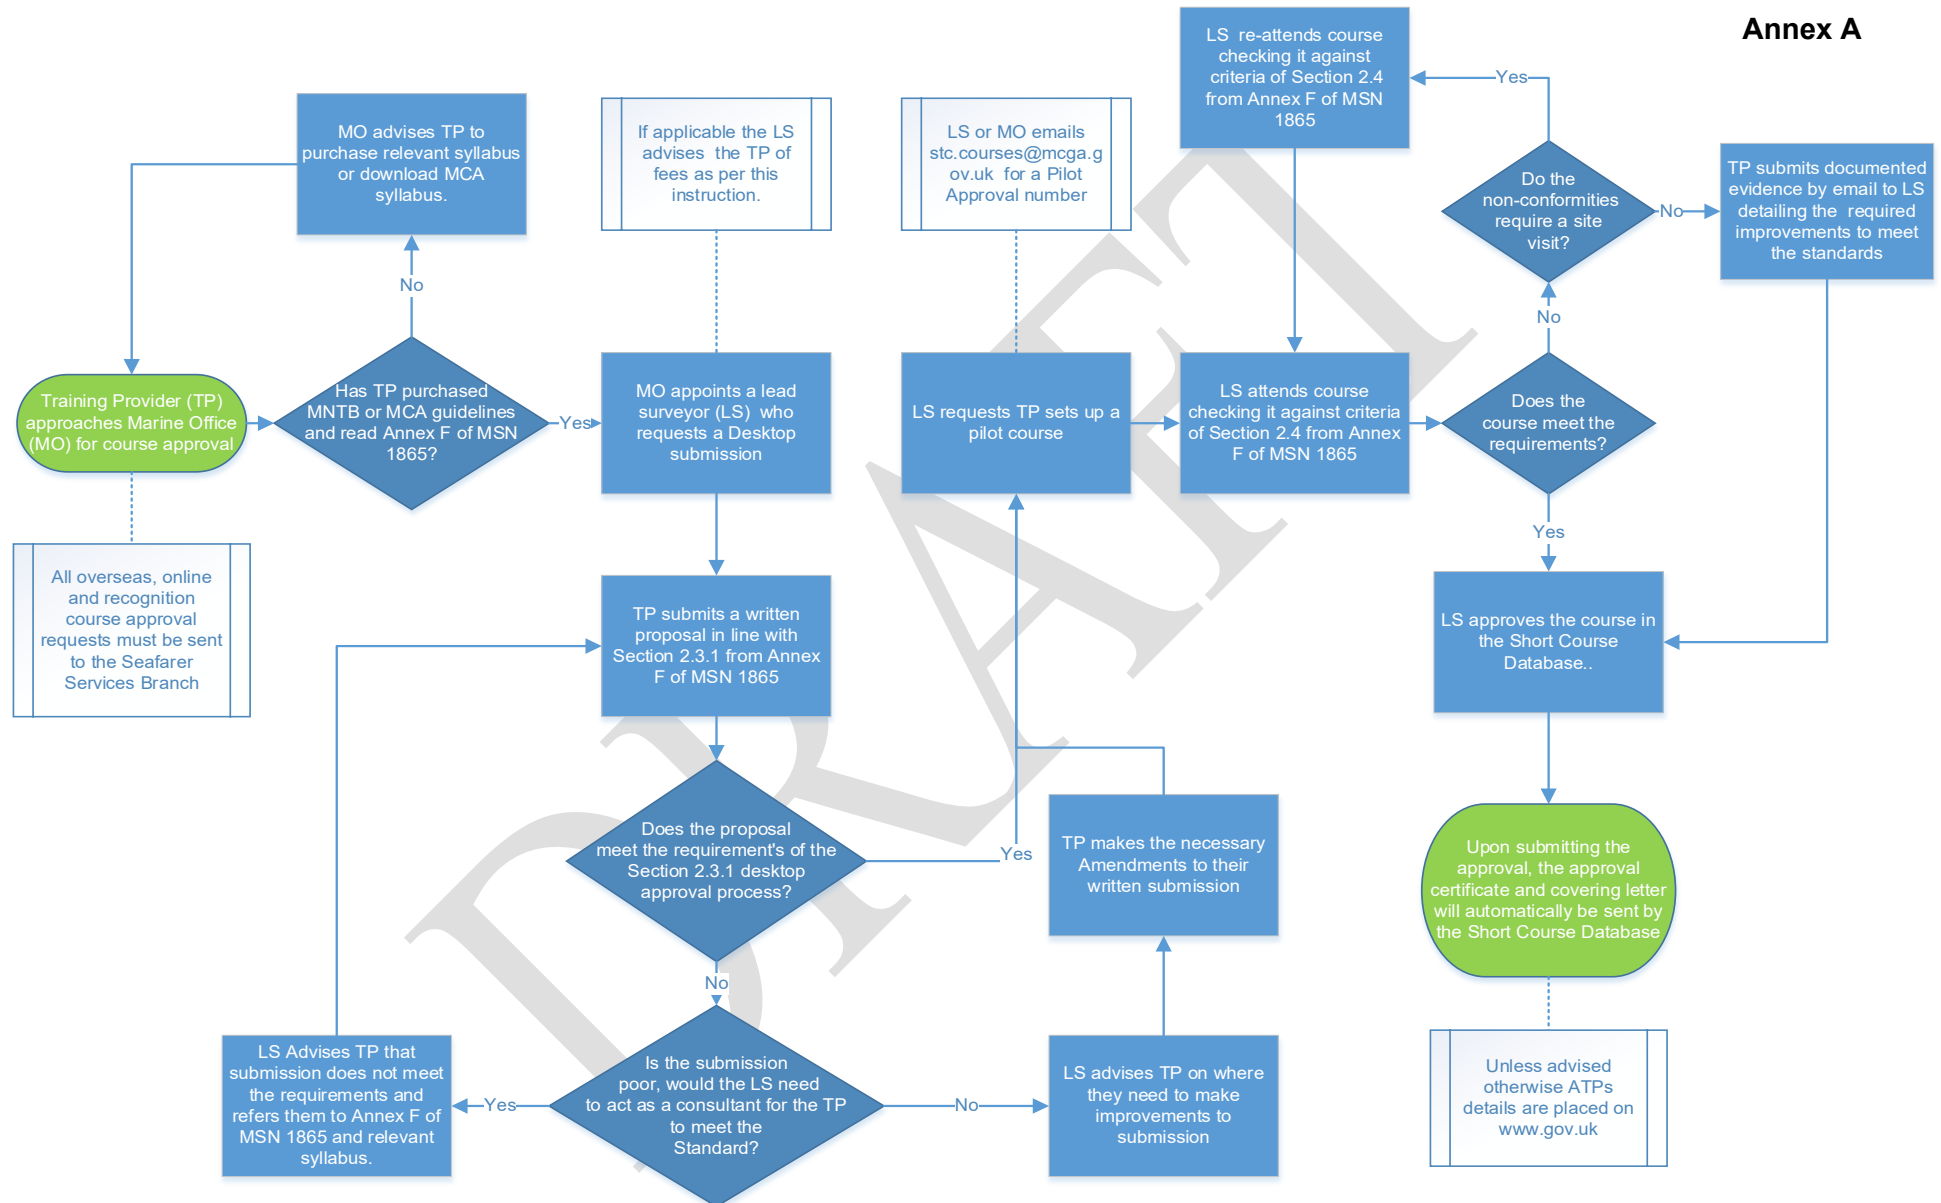 Annex A
LS re-attends course
checking it against
criteria of Section 2.4
from Annex F of MSN
1865
Yes
MO advises TP to
purchase relevant syllabus
or download MCA
syllabus.
If applicable the LS
advises the TP of
fees as per this
instruction.
LS or MO emails
stc.courses@mcga.g
ov.uk for a Pilot
Approval number
Do the
non-conformities
require a site
visit?
No
TP submits documented
evidence by email to LS
detailing the required
improvements to meet
the standards
No
No
Training Provider (TP)
approaches Marine Office
(MO) for course approval
Has TP purchased
MNTB or MCA guidelines
and read Annex F of MSN
1865?
Yes
MO appoints a lead
surveyor (LS) who
requests a Desktop
submission
LS requests TP sets up a
pilot course
LS attends course
checking it against criteria
of Section 2.4 from Annex
F of MSN 1865
Does the
course meet the
requirements?
Yes
All overseas, online
and recognition
course approval
requests must be sent
to the Seafarer
Services Branch
TP submits a written
proposal in line with
Section 2.3.1 from Annex
F of MSN 1865
LS approves the course in
the Short Course
Database..
Does the proposal
meet the requirement's of the
Section 2.3.1 desktop
approval process?
Yes
TP makes the necessary
Amendments to their
written submission
Upon submitting the
approval, the approval
certificate and covering letter
will automatically be sent by
the Short Course Database
No
LS Advises TP that
submission does not meet
the requirements and
refers them to Annex F of
MSN 1865 and relevant
syllabus.
Yes
Is the submission
poor, would the LS need
to act as a consultant for the TP
to meet the
Standard?
No
LS advises TP on where
they need to make
improvements to
submission
Unless advised
otherwise ATPs
details are placed on
www.gov.uk
DRAFT